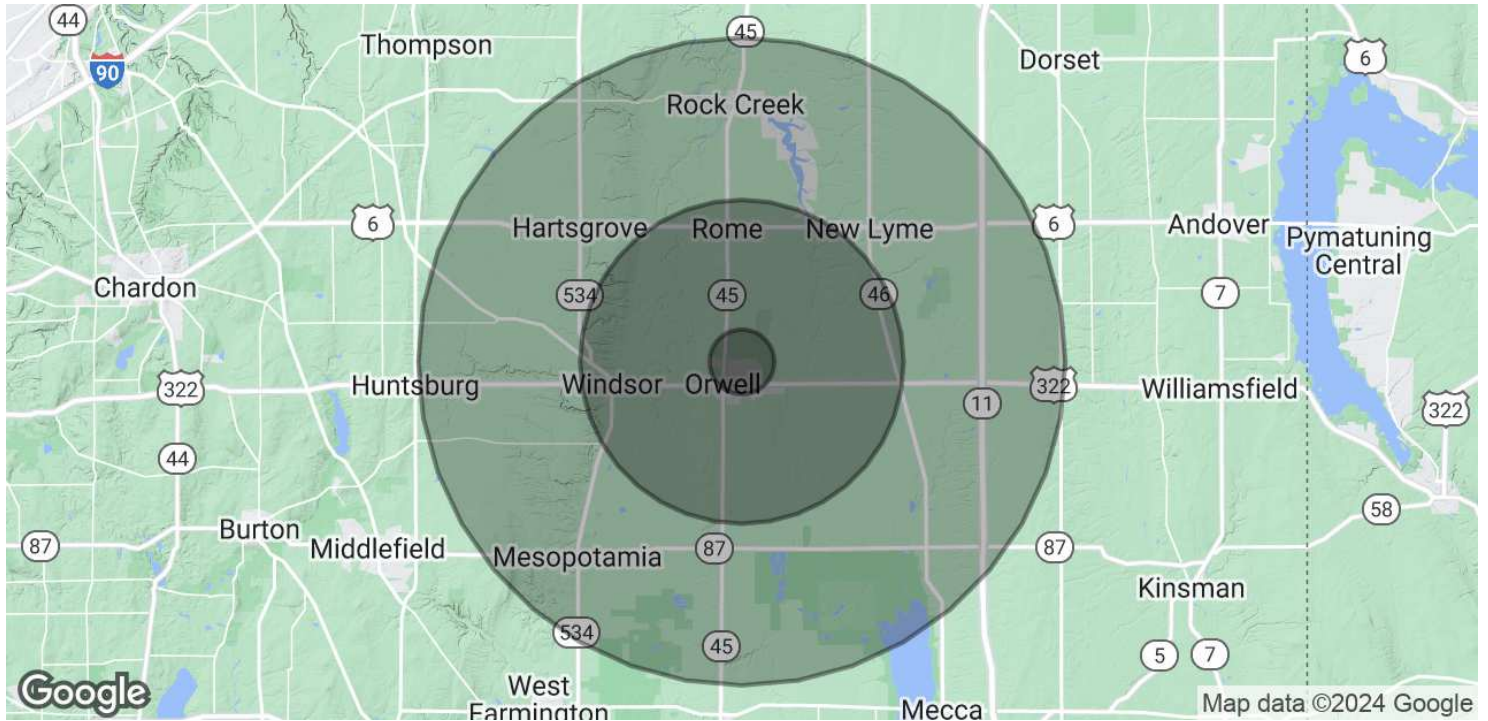 44
45
Thompson
Dorset
6
90
Rock Creek
6
Hartsgrove
Rome
New Lyme
6
Andover
Pymatuning
Central
Chardon
534
45
46
7
322
Huntsburg
Windsor
Orwell
11
322
Williamsfield
322
44
58
Burton
87
Middlefield
Mesopotamia
87
87
Kinsman
534
45
5
7
West
Farmington
Mecca
Google
Map data ©2024 Google